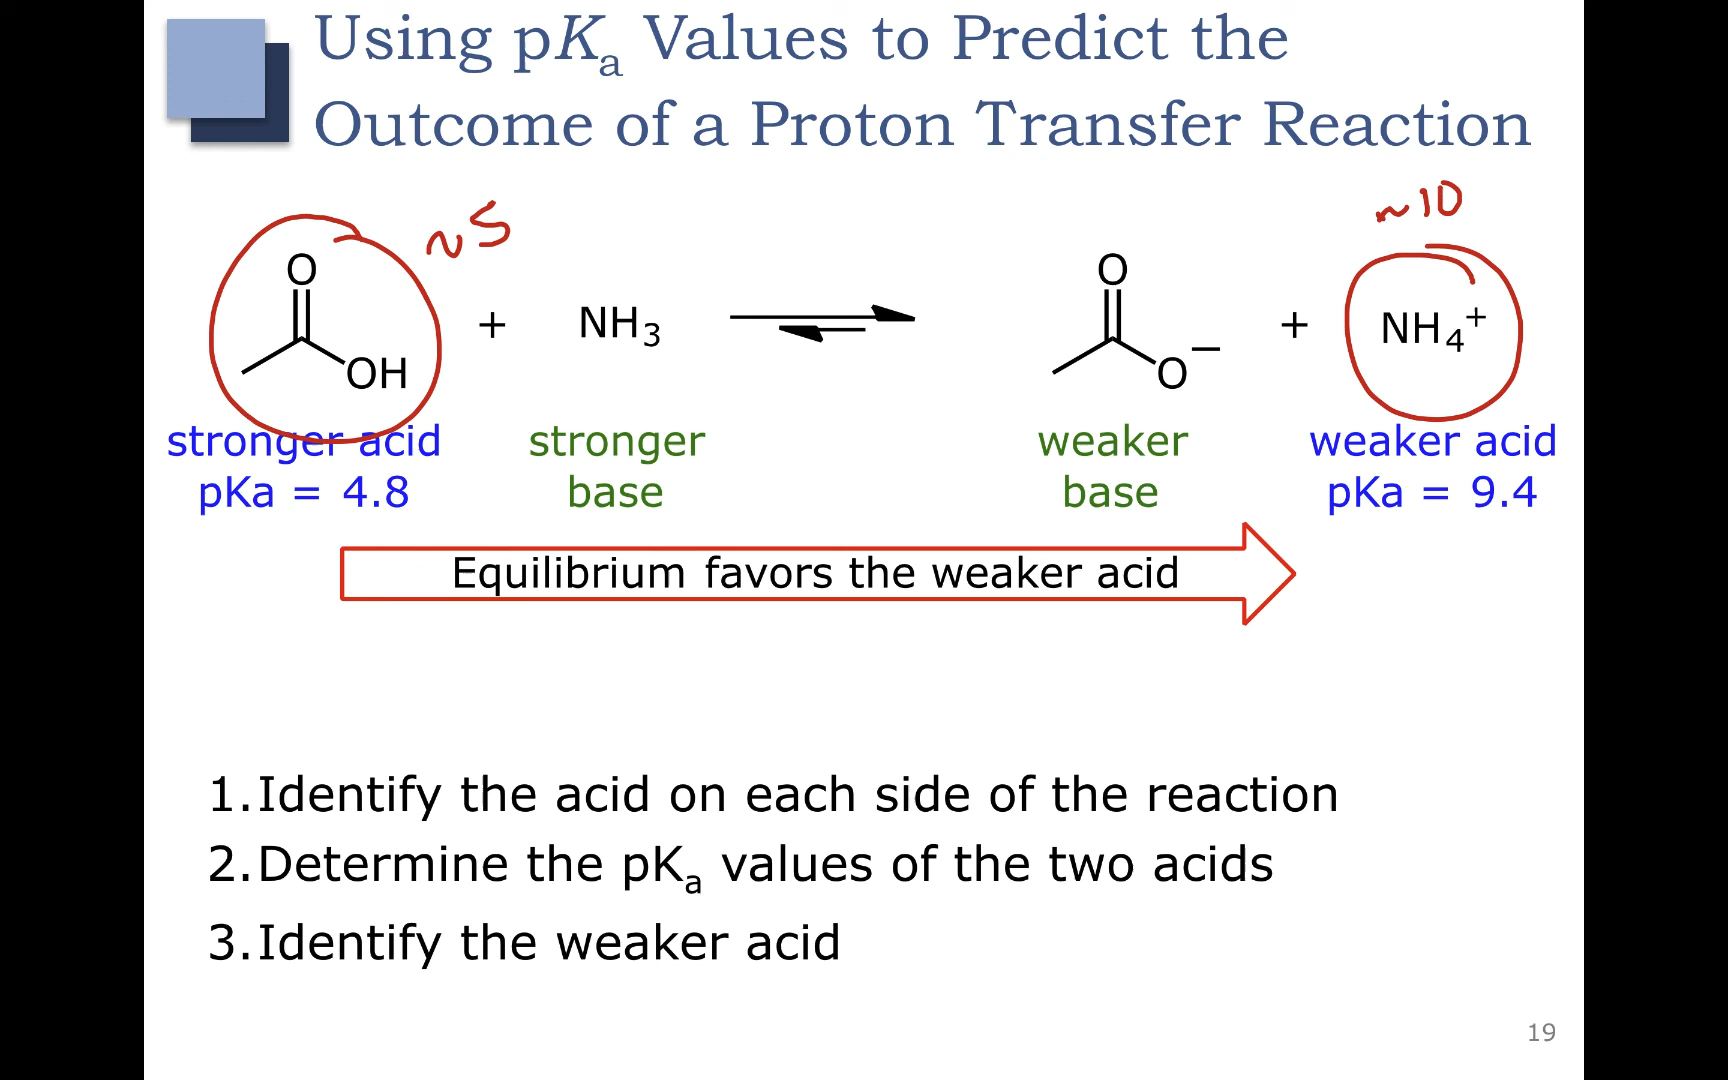 Using pKa Values to Predict the
Outcome of a Proton Transfer Reaction
~5
~10
O
OH
+
NH3
O
O−
+
NH4+
stronger acid
pKa = 4.8
stronger
base
weaker
base
weaker acid
pKa = 9.4
Equilibrium favors the weaker acid
1. Identify the acid on each side of the reaction
2. Determine the pKa values of the two acids
3. Identify the weaker acid
19